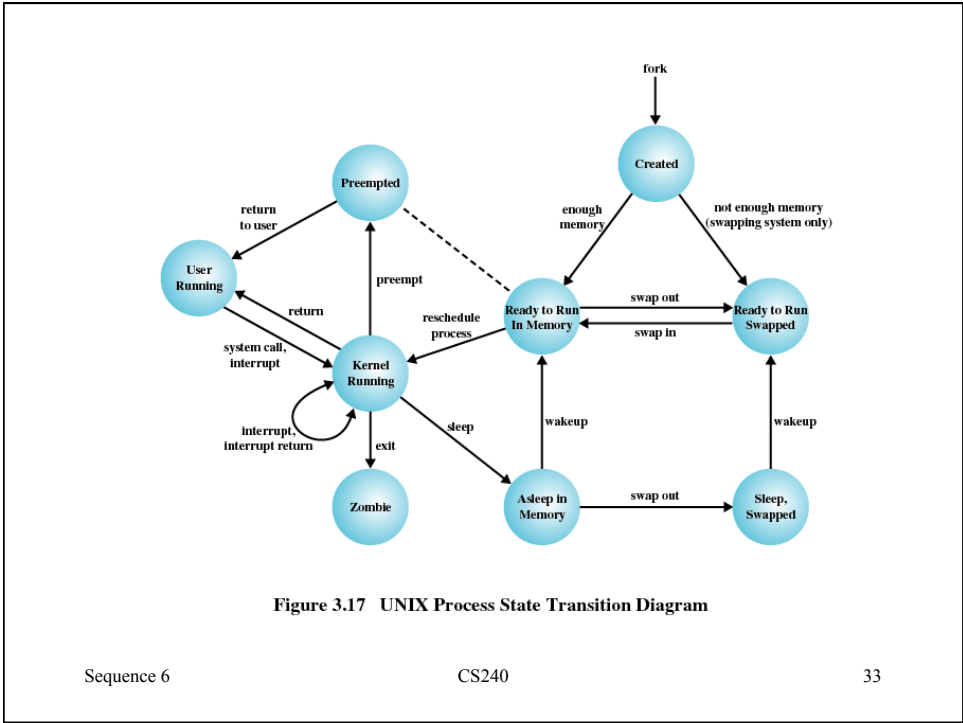 fork
Created
Preempted
return
to user
enough
memory
not enough memory
(swapping system only)
User
Running
preempt
return
Ready to Run
In Memory
swap out
swap in
Ready to Run
Swapped
reschedule
process
system call,
interrupt
Kernel
Running
interrupt,
interrupt return
exit
sleep
wakeup
wakeup
Zombie
Asleep in
Memory
swap out
Sleep,
Swapped
Figure 3.17 UNIX Process State Transition Diagram
Sequence 6
CS240
33